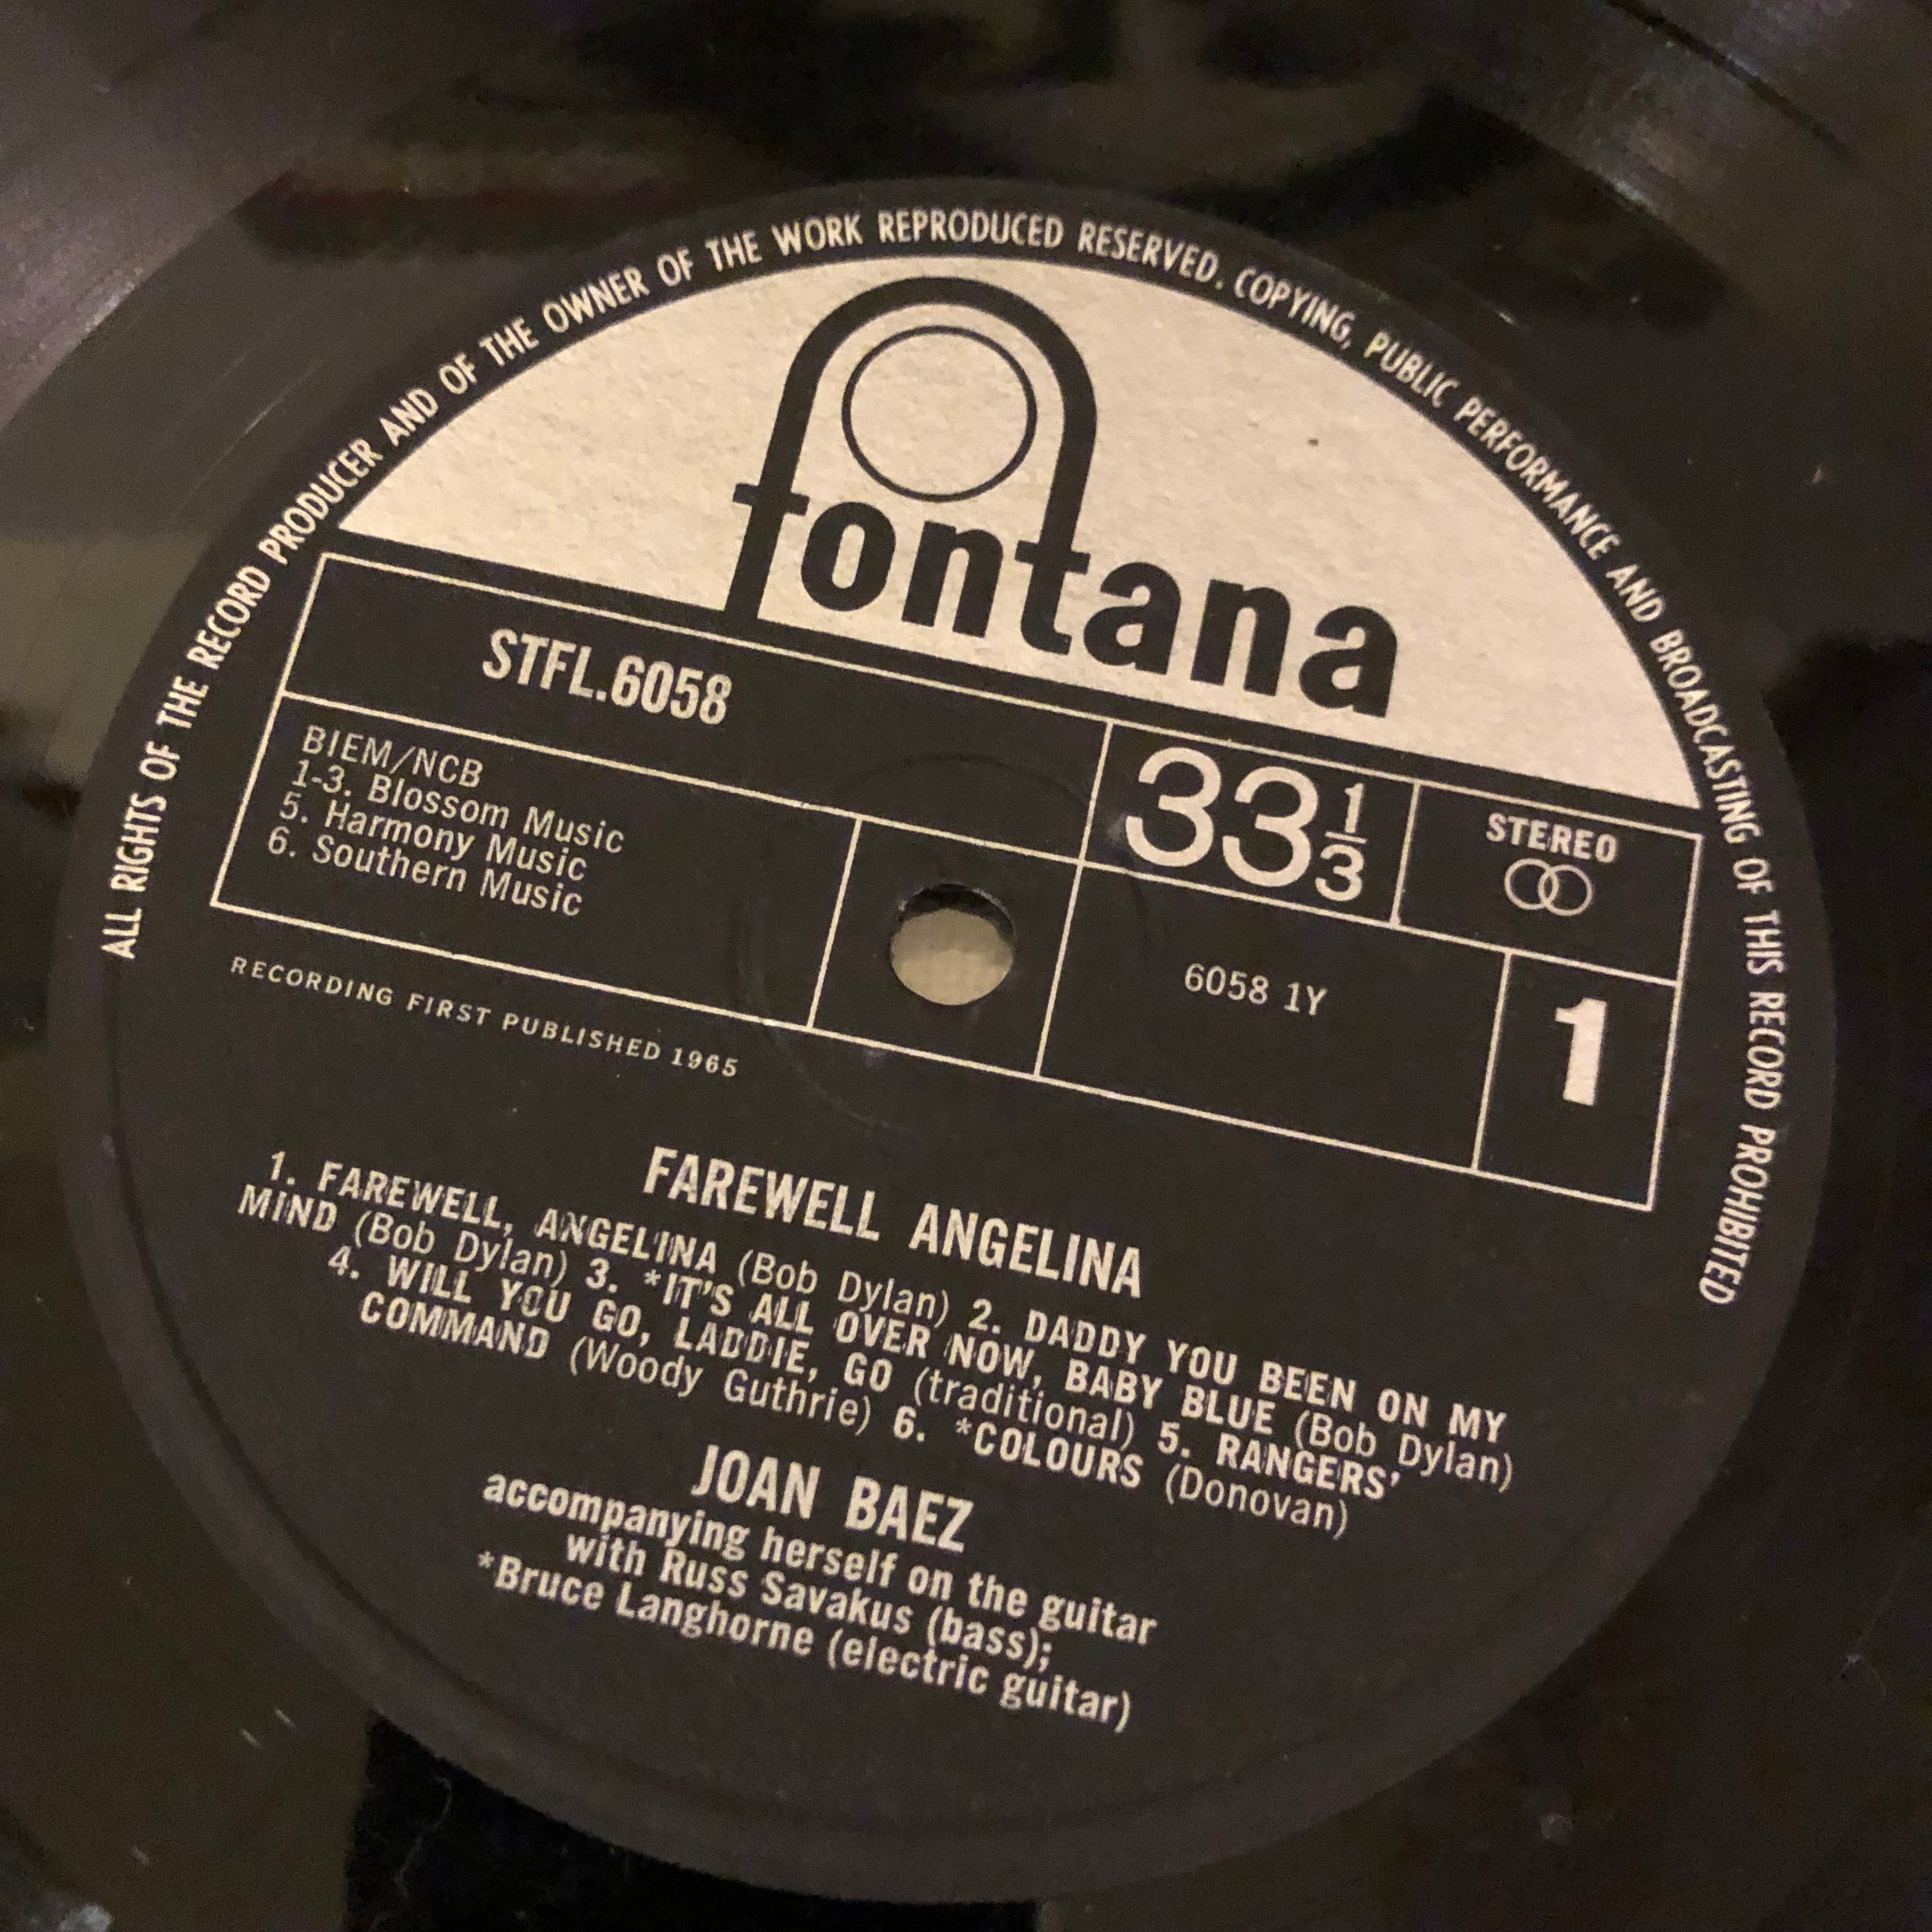 ALL RIGHTS OF THE RECORD PRODUCER AND OF THE OWNER OF THE WORK REPRODUCED RESERVED. COPYING, PUBLIC PERFORMANCE AND BROADCASTING OF THIS RECORD PROHIBITED
fontana
STFL.6058
BIEM/NCB
1-3. Blossom Music
5. Harmony Music
6. Southern Music
33 1/3
STEREO
6058 1Y
1
RECORDING FIRST PUBLISHED 1965
FAREWELL ANGELINA
1. FAREWELL, ANGELINA (Bob Dylan) 2. DADDY YOU BEEN ON MY
MIND (Bob Dylan) 3. *IT'S ALL OVER NOW, BABY BLUE (Bob Dylan)
4. WILL YOU GO, LADDIE, GO (traditional) 5. RANGERS'
COMMAND (Woody Guthrie) 6. *COLOURS (Donovan)
JOAN BAEZ
accompanying herself on the guitar
with Russ Savakus (bass);
*Bruce Langhorne (electric guitar)